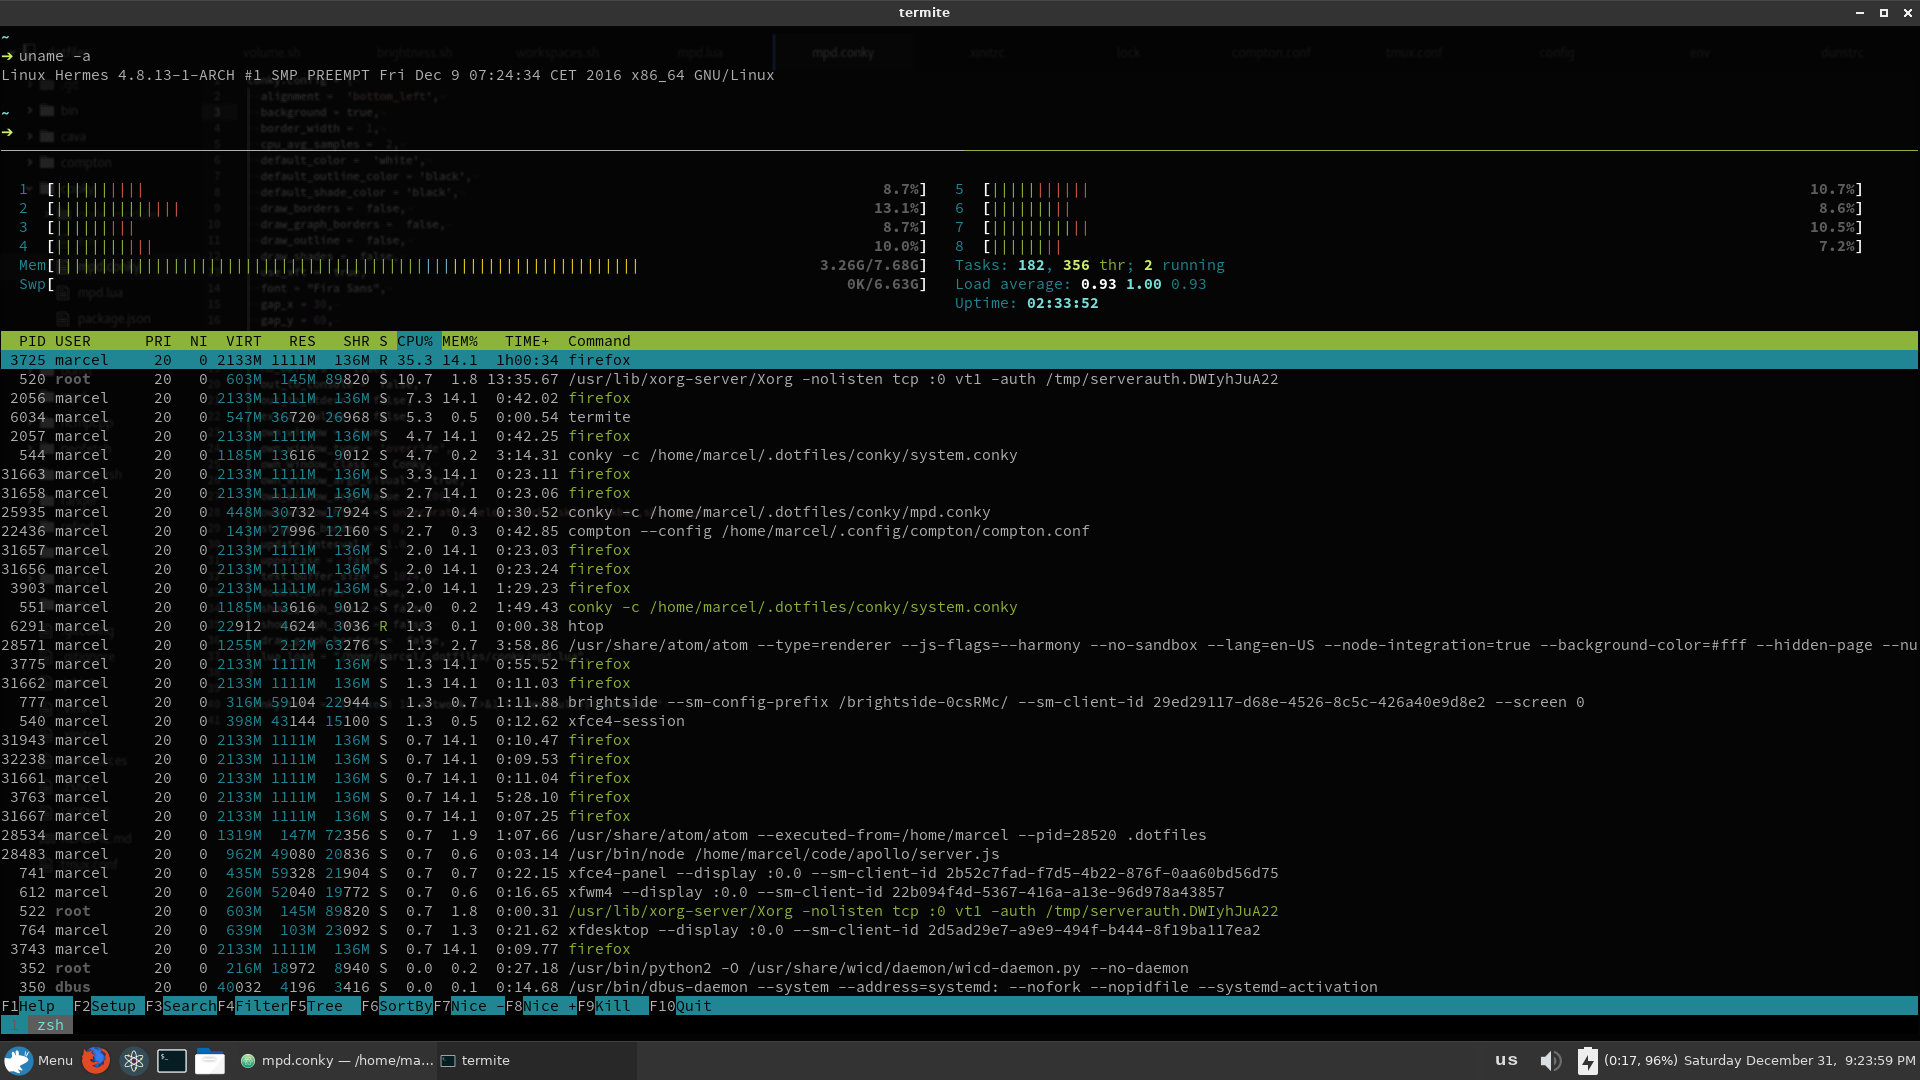 termite
~
➜ uname -a
Linux Hermes 4.8.13-1-ARCH #1 SMP PREEMPT Fri Dec 9 07:24:34 CET 2016 x86_64 GNU/Linux
~
➜
1 [|||||||||| 8.7%] 5 [||||||||||| 10.7%]
2 [|||||||||||||| 13.1%] 6 [||||||||| 8.6%]
3 [||||||||| 8.7%] 7 [||||||||||| 10.5%]
4 [||||||||||| 10.0%] 8 [|||||||| 7.2%]
Mem[||||||||||||||||||||||||||||||||||||||||||||||||||||||||||||||||| 3.26G/7.68G] Tasks: 182, 356 thr; 2 running
Swp[ 0K/6.63G] Load average: 0.93 1.00 0.93
Uptime: 02:33:52
PID USER PRI NI VIRT RES SHR S CPU% MEM% TIME+ Command
3725 marcel 20 0 2133M 1111M 136M R 35.3 14.1 1h00:34 firefox
520 root 20 0 603M 145M 89820 S 10.7 1.8 13:35.67 /usr/lib/xorg-server/Xorg -nolisten tcp :0 vt1 -auth /tmp/serverauth.DWIyhJuA22
2056 marcel 20 0 2133M 1111M 136M S 7.3 14.1 0:42.02 firefox
6034 marcel 20 0 547M 36720 26968 S 5.3 0.5 0:00.54 termite
2057 marcel 20 0 2133M 1111M 136M S 4.7 14.1 0:42.25 firefox
544 marcel 20 0 1185M 13616 9012 S 4.7 0.2 3:14.31 conky -c /home/marcel/.dotfiles/conky/system.conky
31663 marcel 20 0 2133M 1111M 136M S 3.3 14.1 0:23.11 firefox
31658 marcel 20 0 2133M 1111M 136M S 2.7 14.1 0:23.06 firefox
25935 marcel 20 0 448M 30732 17924 S 2.7 0.4 0:30.52 conky -c /home/marcel/.dotfiles/conky/mpd.conky
22436 marcel 20 0 143M 27996 12160 S 2.7 0.3 0:42.85 compton --config /home/marcel/.config/compton/compton.conf
31657 marcel 20 0 2133M 1111M 136M S 2.0 14.1 0:23.03 firefox
31656 marcel 20 0 2133M 1111M 136M S 2.0 14.1 0:23.24 firefox
3903 marcel 20 0 2133M 1111M 136M S 2.0 14.1 1:29.23 firefox
551 marcel 20 0 1185M 13616 9012 S 2.0 0.2 1:49.43 conky -c /home/marcel/.dotfiles/conky/system.conky
6291 marcel 20 0 22912 4624 3036 R 1.3 0.1 0:00.38 htop
28571 marcel 20 0 1255M 212M 63276 S 1.3 2.7 3:58.86 /usr/share/atom/atom --type=renderer --js-flags=--harmony --no-sandbox --lang=en-US --node-integration=true --background-color=#fff --hidden-page --nu
3775 marcel 20 0 2133M 1111M 136M S 1.3 14.1 0:55.52 firefox
31662 marcel 20 0 2133M 1111M 136M S 1.3 14.1 0:11.03 firefox
777 marcel 20 0 316M 59104 22944 S 1.3 0.7 1:11.88 brightside --sm-config-prefix /brightside-0csRMc/ --sm-client-id 29ed29117-d68e-4526-8c5c-426a40e9d8e2 --screen 0
540 marcel 20 0 398M 43144 15100 S 1.3 0.5 0:12.62 xfce4-session
31943 marcel 20 0 2133M 1111M 136M S 0.7 14.1 0:10.47 firefox
32238 marcel 20 0 2133M 1111M 136M S 0.7 14.1 0:09.53 firefox
31661 marcel 20 0 2133M 1111M 136M S 0.7 14.1 0:11.04 firefox
3763 marcel 20 0 2133M 1111M 136M S 0.7 14.1 5:28.10 firefox
31667 marcel 20 0 2133M 1111M 136M S 0.7 14.1 0:07.25 firefox
28534 marcel 20 0 1319M 147M 72356 S 0.7 1.9 1:07.66 /usr/share/atom/atom --executed-from=/home/marcel --pid=28520 .dotfiles
28483 marcel 20 0 962M 49080 20836 S 0.7 0.6 0:03.14 /usr/bin/node /home/marcel/code/apollo/server.js
741 marcel 20 0 435M 59328 21904 S 0.7 0.7 0:22.15 xfce4-panel --display :0.0 --sm-client-id 2b52c7fad-f7d5-4b22-876f-0aa60bd56d75
612 marcel 20 0 260M 52040 19772 S 0.7 0.6 0:16.65 xfwm4 --display :0.0 --sm-client-id 22b094f4d-5367-416a-a13e-96d978a43857
522 root 20 0 603M 145M 89820 S 0.7 1.8 0:00.31 /usr/lib/xorg-server/Xorg -nolisten tcp :0 vt1 -auth /tmp/serverauth.DWIyhJuA22
764 marcel 20 0 639M 103M 23092 S 0.7 1.3 0:21.62 xfdesktop --display :0.0 --sm-client-id 2d5ad29e7-a9e9-494f-b444-8f19ba117ea2
3743 marcel 20 0 2133M 1111M 136M S 0.7 14.1 0:09.77 firefox
352 root 20 0 216M 18972 8940 S 0.0 0.2 0:27.18 /usr/bin/python2 -O /usr/share/wicd/daemon/wicd-daemon.py --no-daemon
350 dbus 20 0 40032 4196 3416 S 0.0 0.1 0:14.68 /usr/bin/dbus-daemon --system --address=systemd: --nofork --nopidfile --systemd-activation
F1Help F2Setup F3SearchF4FilterF5Tree F6SortByF7Nice -F8Nice +F9Kill F10Quit
zsh
Menu mpd.conky — /home/ma... termite us (0:17, 96%) Saturday December 31, 9:23:59 PM